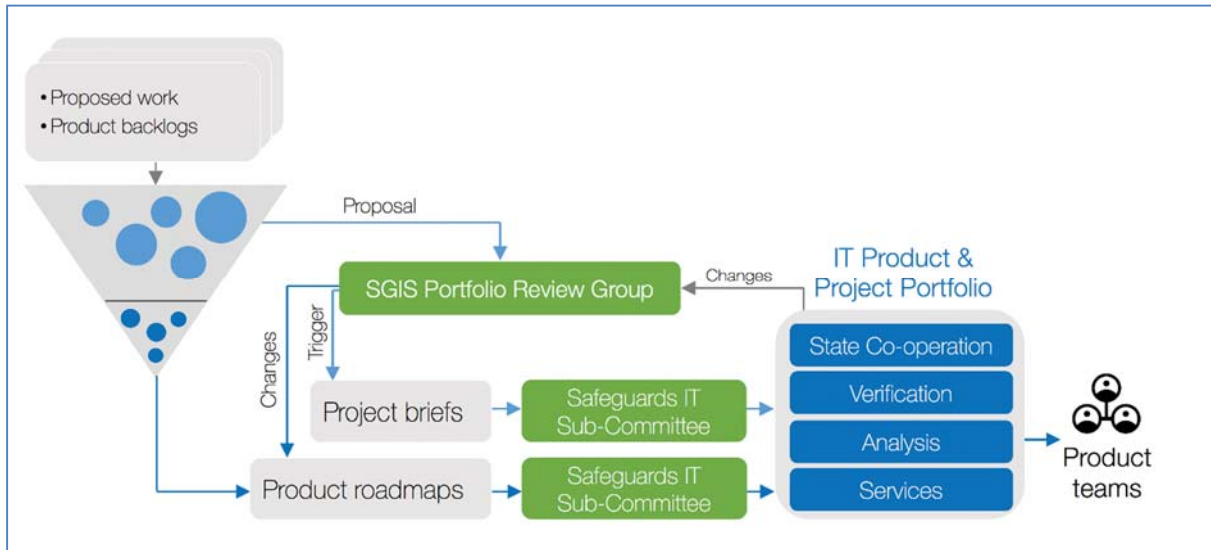 • Proposed work
• Product backlogs
Proposal
SGIS Portfolio Review Group
Changes
IT Product &
Project Portfolio
Changes
Trigger
Project briefs
Safeguards IT
Sub-Committee
Product roadmaps
Safeguards IT
Sub-Committee
State Co-operation
Verification
Analysis
Services
Product
teams